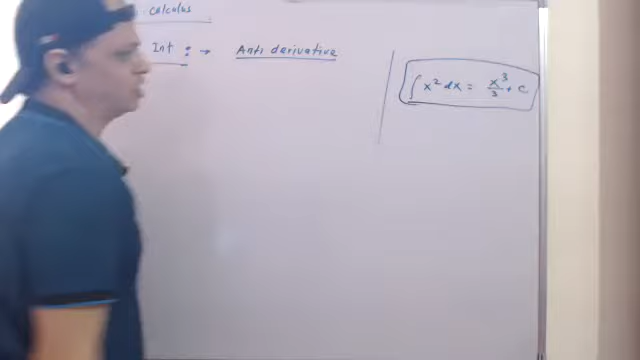 Calculus
Int : → Anti derivative
∫ x² dx = x³/3 + c